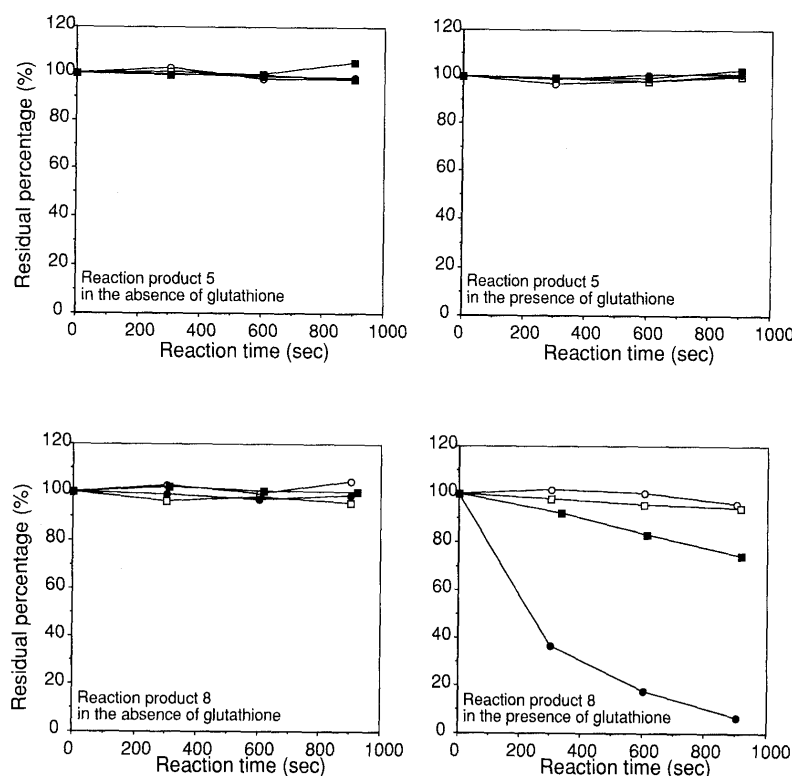 120
100
80
60
40
20
0
Residual percentage (%)
Reaction product 5
in the absence of glutathione
0 200 400 600 800 1000
Reaction time (sec)
120
100
80
60
40
20
0
Reaction product 5
in the presence of glutathione
0 200 400 600 800 1000
Reaction time (sec)
120
100
80
60
40
20
0
Residual percentage (%)
Reaction product 8
in the absence of glutathione
0 200 400 600 800 1000
Reaction time (sec)
120
100
80
60
40
20
0
Reaction product 8
in the presence of glutathione
0 200 400 600 800 1000
Reaction time (sec)